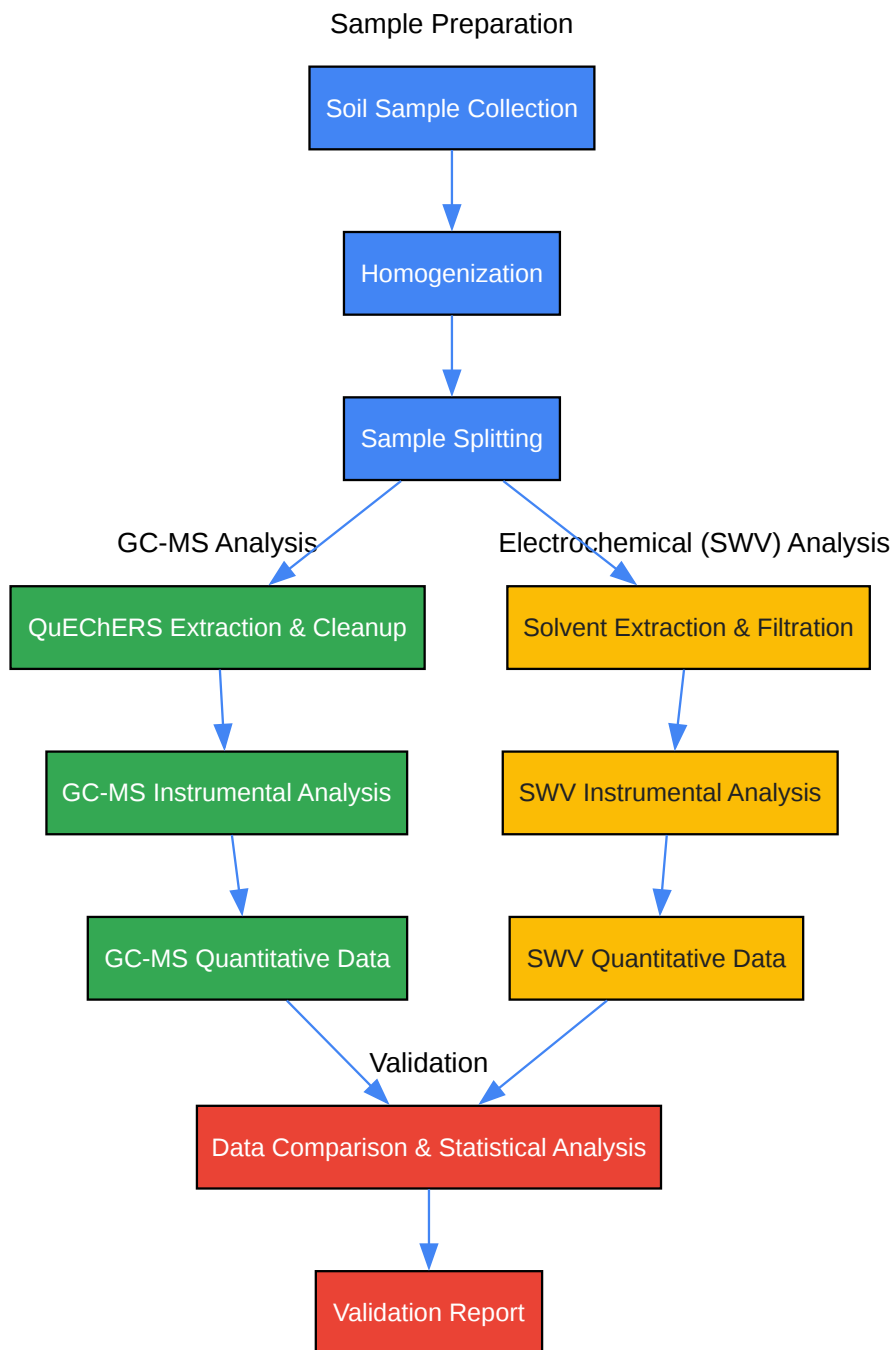 Sample Preparation
Soil Sample Collection
Homogenization
Sample Splitting
GC-MS Analysis
Electrochemical (SWV) Analysis
QuEChERS Extraction & Cleanup
Solvent Extraction & Filtration
GC-MS Instrumental Analysis
SWV Instrumental Analysis
GC-MS Quantitative Data
SWV Quantitative Data
Validation
Data Comparison & Statistical Analysis
Validation Report